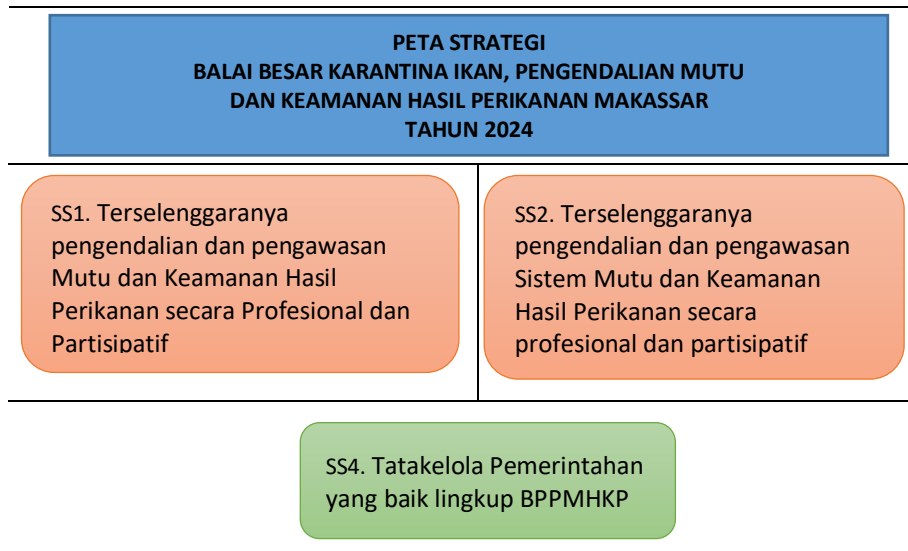 PETA STRATEGI
BALAI BESAR KARANTINA IKAN, PENGENDALIAN MUTU
DAN KEAMANAN HASIL PERIKANAN MAKASSAR
TAHUN 2024
SS1. Terselenggaranya
pengendalian dan pengawasan
Mutu dan Keamanan Hasil
Perikanan secara Profesional dan
Partisipatif
SS2. Terselenggaranya
pengendalian dan pengawasan
Sistem Mutu dan Keamanan
Hasil Perikanan secara
profesional dan partisipatif
SS4. Tatakelola Pemerintahan
yang baik lingkup BPPMHKP